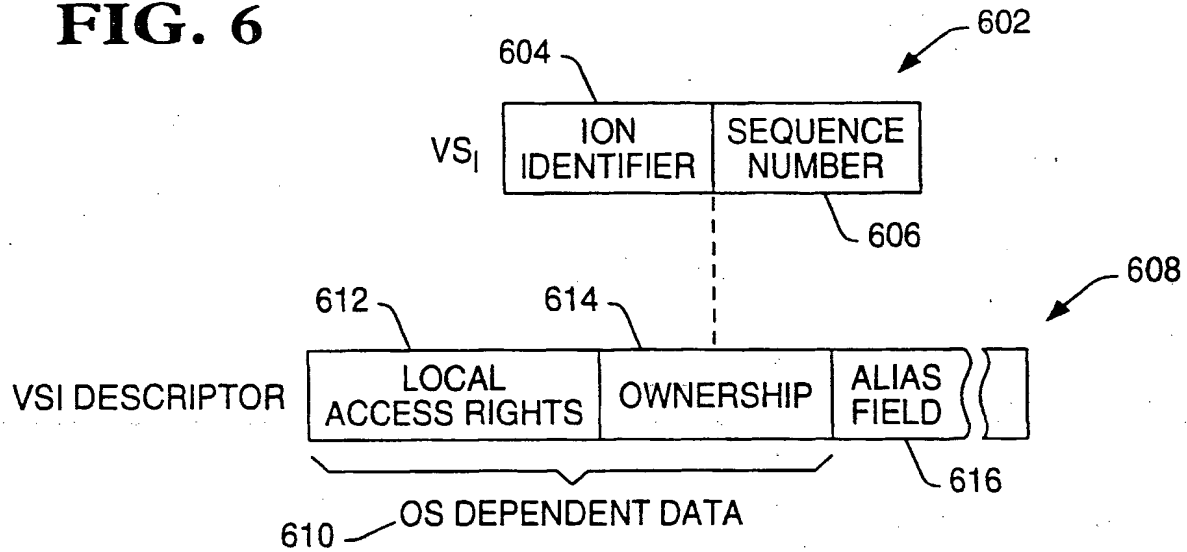 FIG. 6
602
604
VSI
ION IDENTIFIER
SEQUENCE NUMBER
606
608
612
614
VSI DESCRIPTOR
LOCAL ACCESS RIGHTS
OWNERSHIP
ALIAS FIELD
616
OS DEPENDENT DATA
610